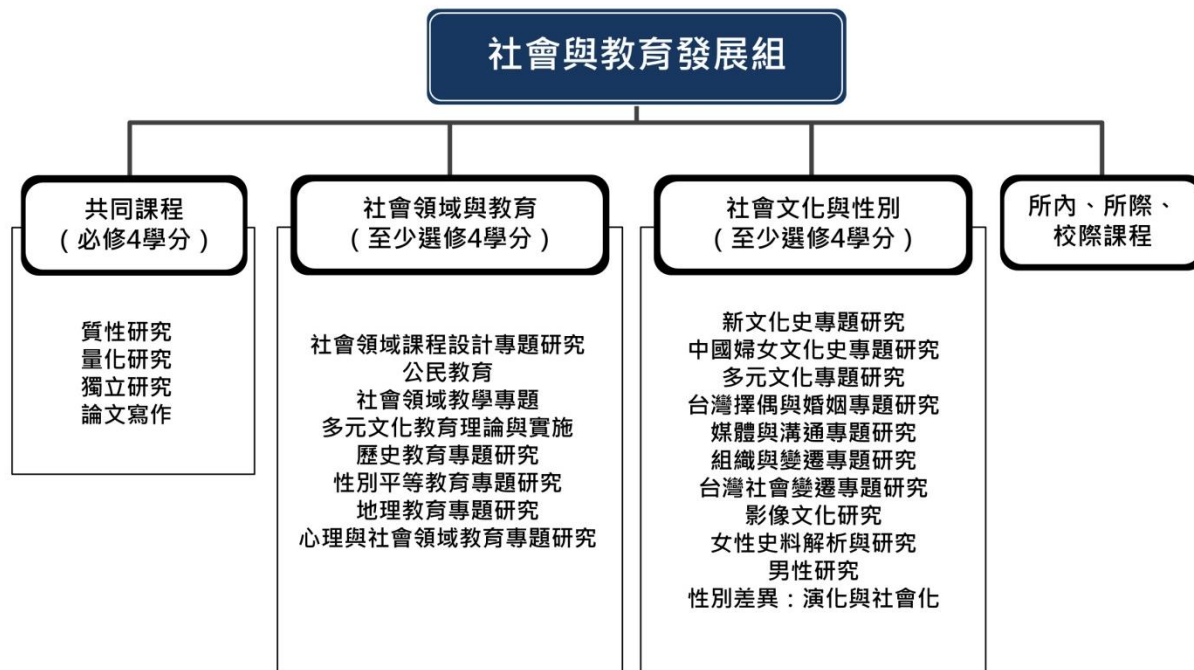 社會與教育發展組
共同課程
（必修4學分）
質性研究
量化研究
獨立研究
論文寫作
社會領域與教育
（至少選修4學分）
社會領域課程設計專題研究
公民教育
社會領域教學專題
多元文化教育理論與實施
歷史教育專題研究
性別平等教育專題研究
地理教育專題研究
心理與社會領域教育專題研究
社會文化與性別
（至少選修4學分）
新文化史專題研究
中國婦女文化史專題研究
多元文化專題研究
台灣擇偶與婚姻專題研究
媒體與溝通專題研究
組織與變遷專題研究
台灣社會變遷專題研究
影像文化研究
女性史料解析與研究
男性研究
性別差異：演化與社會化
所內、所際、
校際課程